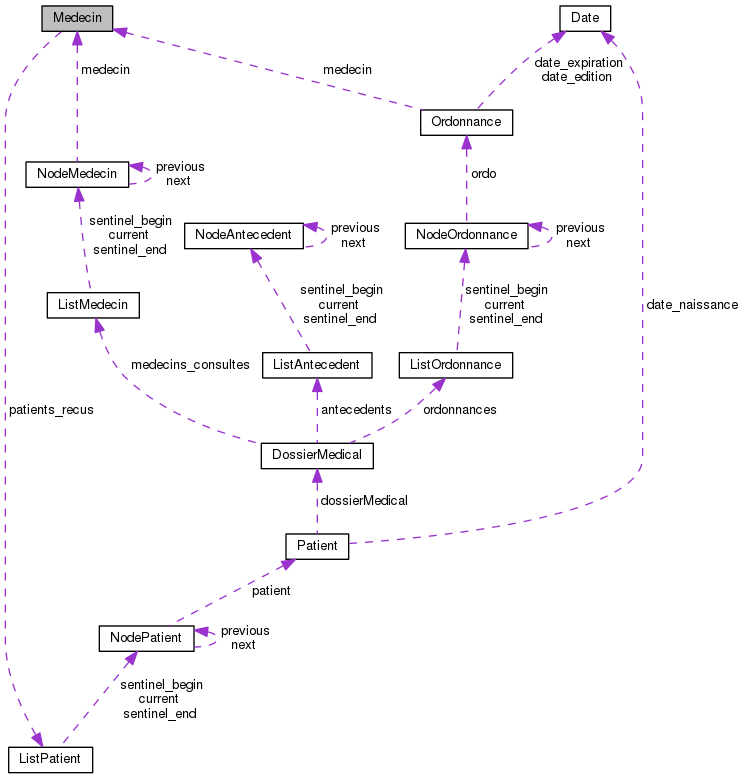 Medecin
Date
medecin
medecin
date_expiration
date_edition
Ordonnance
NodeMedecin
previous
next
ordo
sentinel_begin
current
sentinel_end
NodeAntecedent
previous
next
NodeOrdonnance
previous
next
ListMedecin
sentinel_begin
current
sentinel_end
sentinel_begin
current
sentinel_end
date_naissance
medecins_consultes
ListAntecedent
ListOrdonnance
patients_recus
antecedents
ordonnances
DossierMedical
dossierMedical
Patient
patient
NodePatient
previous
next
sentinel_begin
current
sentinel_end
ListPatient